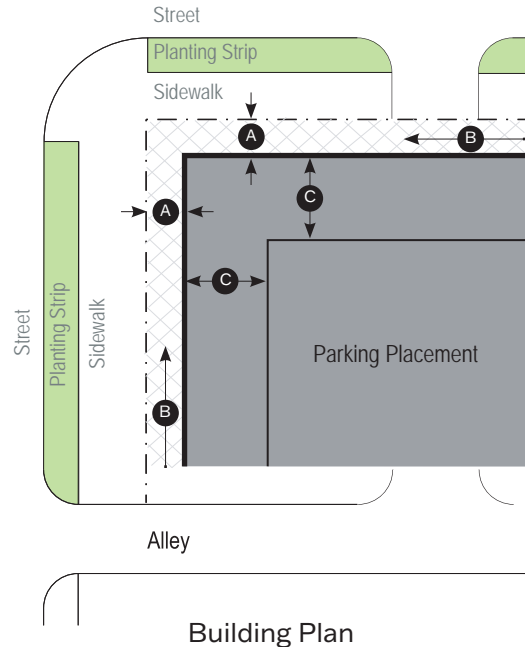 Street
Planting Strip
Sidewalk
A
B
A
C
C
Parking Placement
Street
Planting Strip
Sidewalk
B
Alley
Building Plan